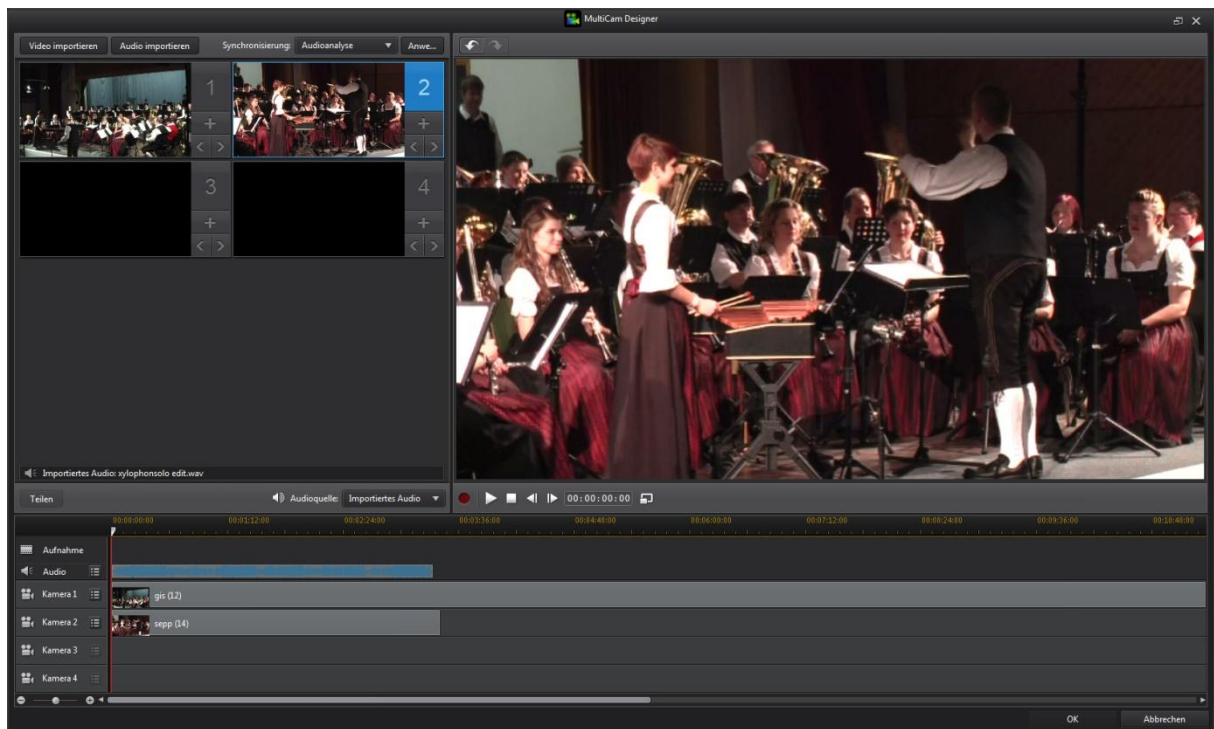 MultiCam Designer
Video importieren Audio importieren Synchronisierung: Audioanalyse Anwe...
1 2
3 4
Importiertes Audio: xylophonsolo edit.wav
Teilen Audioquelle: Importiertes Audio 00:00:00:00
00:00:00:00 00:01:12:00 00:02:24:00 00:03:36:00 00:04:48:00 00:06:00:00 00:07:12:00 00:08:24:00 00:09:36:00 00:10:48:00
Aufnahme
Audio
Kamera 1 gis (12)
Kamera 2 sepp (14)
Kamera 3
Kamera 4
OK Abbrechen